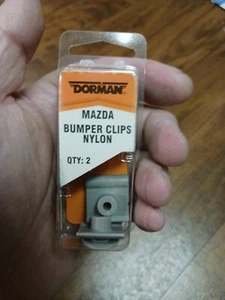 DORMAN
MAZDA
BUMPER CLIPS
NYLON
QTY: 2